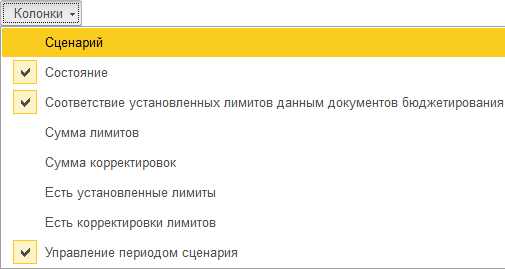 Колонки
Сценарий
Состояние
Соответствие установленных лимитов данным документов бюджетирования
Сумма лимитов
Сумма корректировок
Есть установленные лимиты
Есть корректировки лимитов
Управление периодом сценария